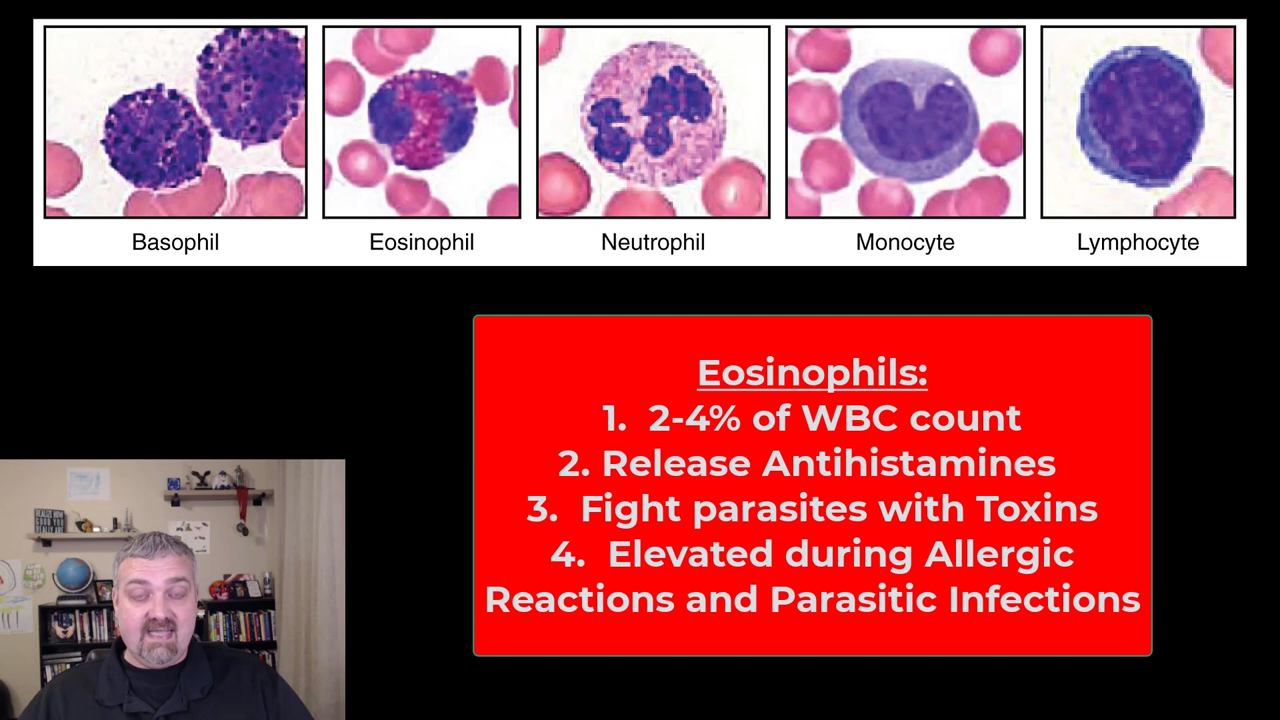 Basophil
Eosinophil
Neutrophil
Monocyte
Lymphocyte
Eosinophils:
1. 2-4% of WBC count
2. Release Antihistamines
3. Fight parasites with Toxins
4. Elevated during Allergic
Reactions and Parasitic Infections